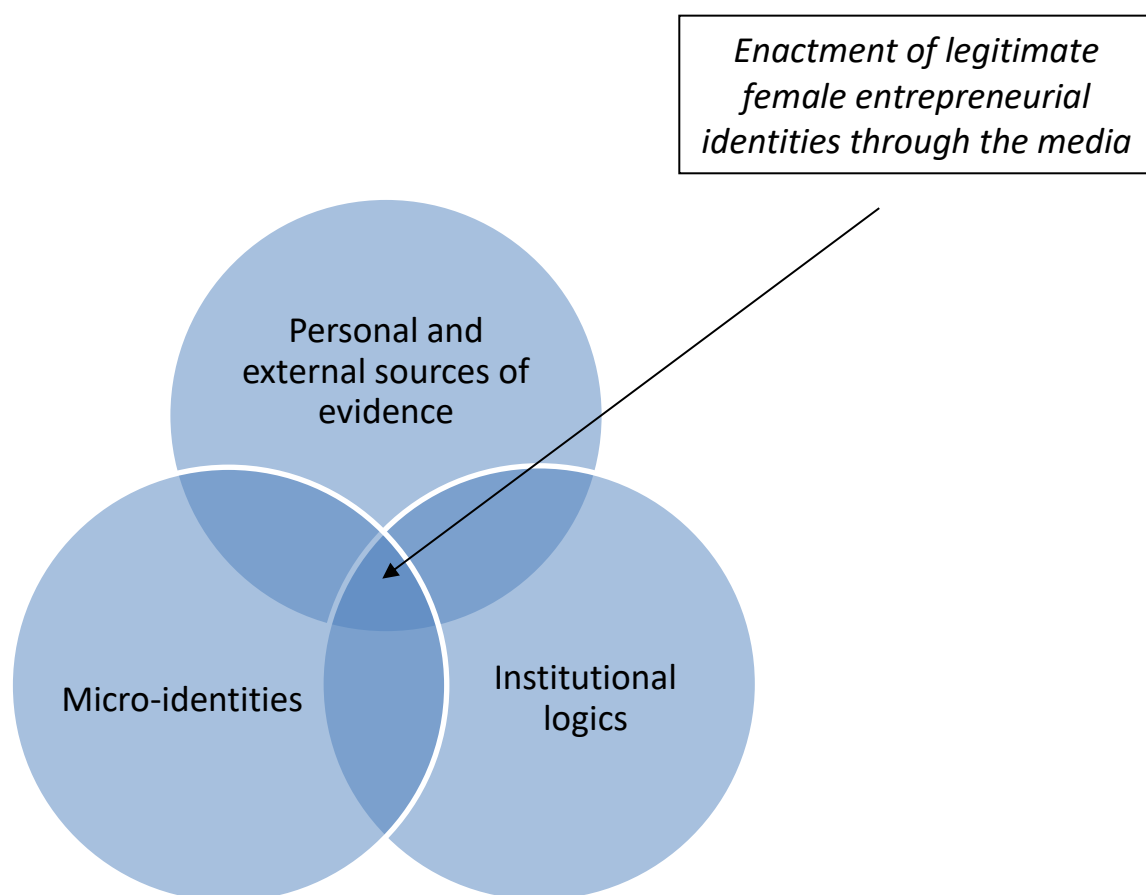 Enactment of legitimate
female entrepreneurial
identities through the media
Personal and
external sources of
evidence
Micro-identities
Institutional
logics